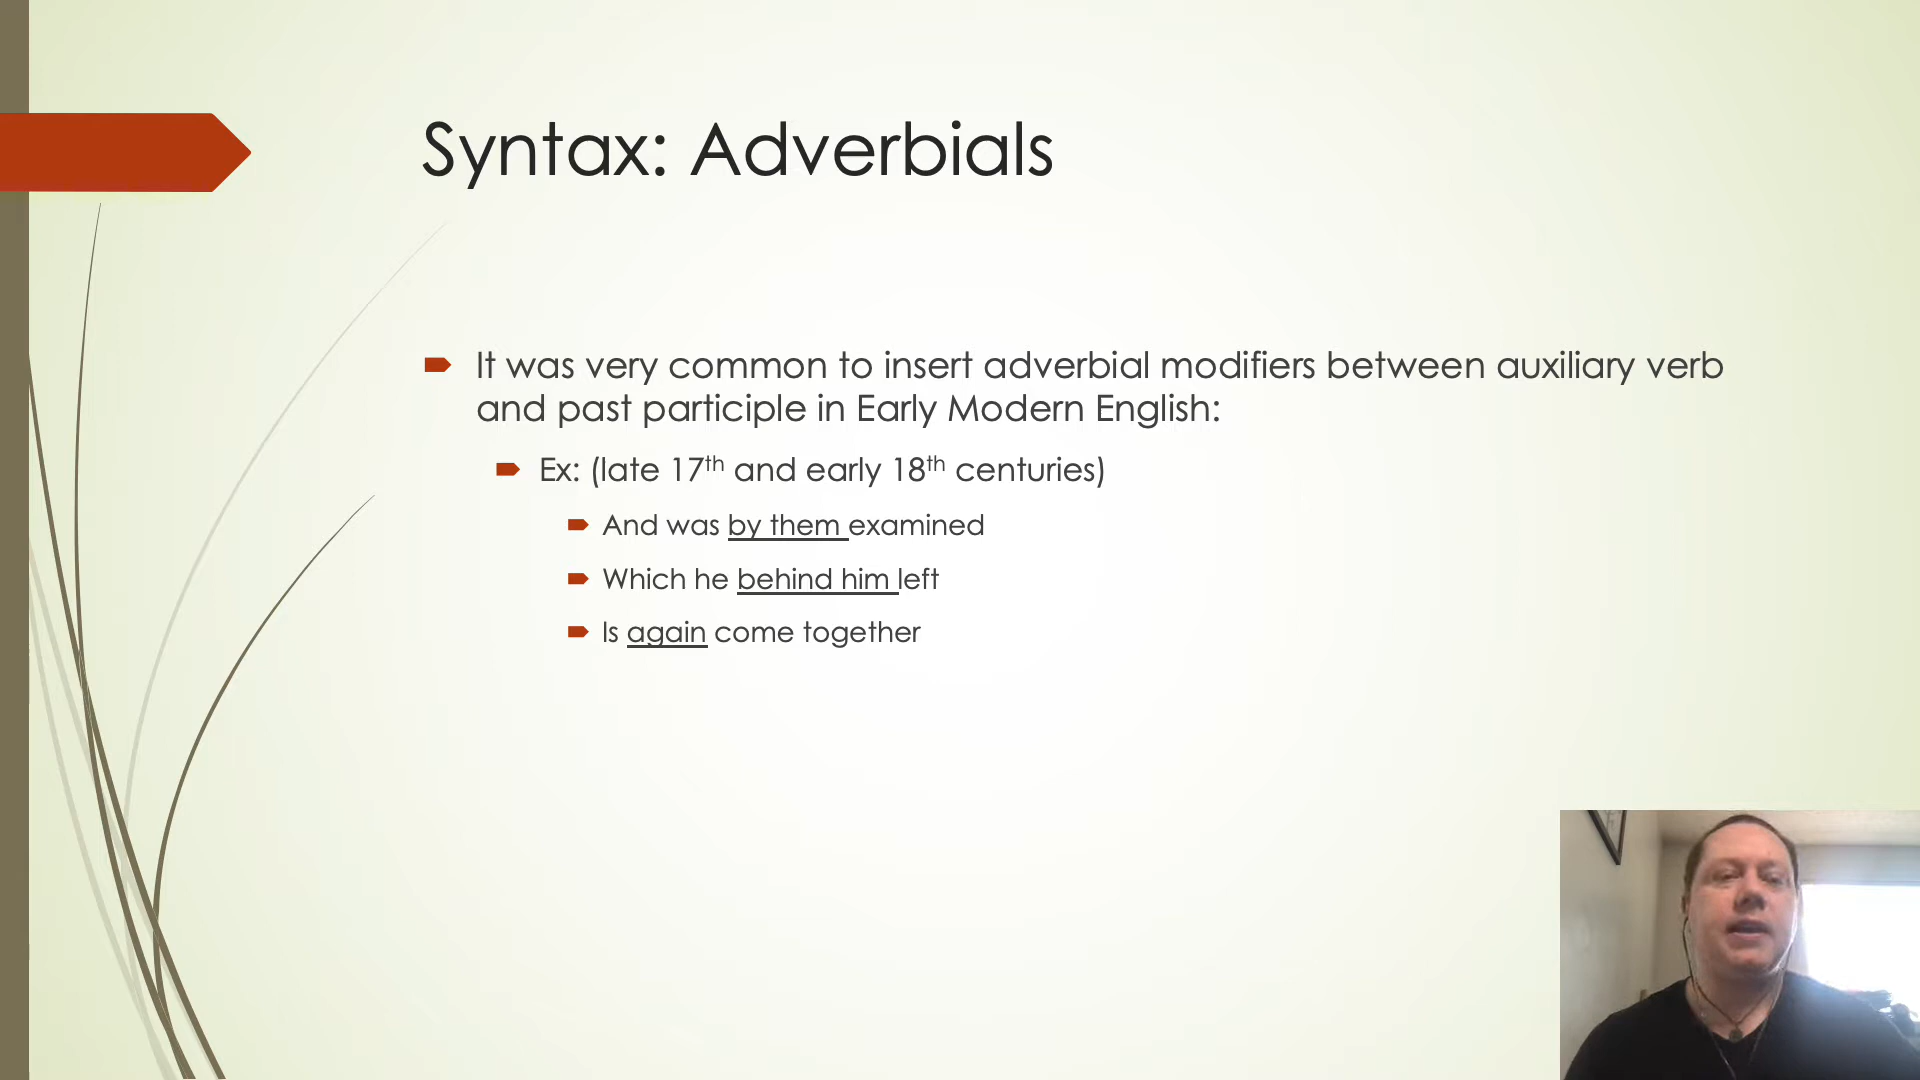 Syntax: Adverbials
It was very common to insert adverbial modifiers between auxiliary verb
and past participle in Early Modern English:
Ex: (late 17th and early 18th centuries)
And was by them examined
Which he behind him left
Is again come together